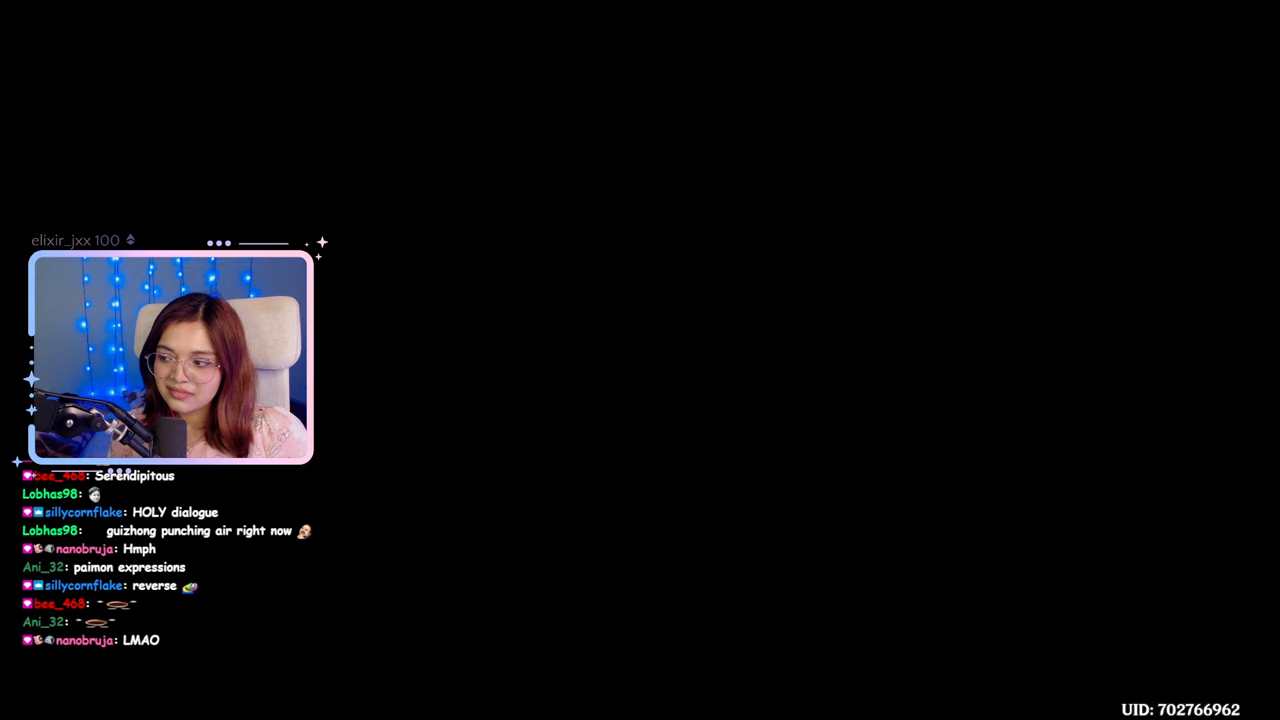 elixir_jxx 100
bee_468: Serendipitous
Lobhas98:
sillycornflake: HOLY dialogue
Lobhas98: guizhong punching air right now
nanobruja: Hmph
Ani_32: paimon expressions
sillycornflake: reverse
bee_468:
Ani_32:
nanobruja: LMAO
UID: 702766962